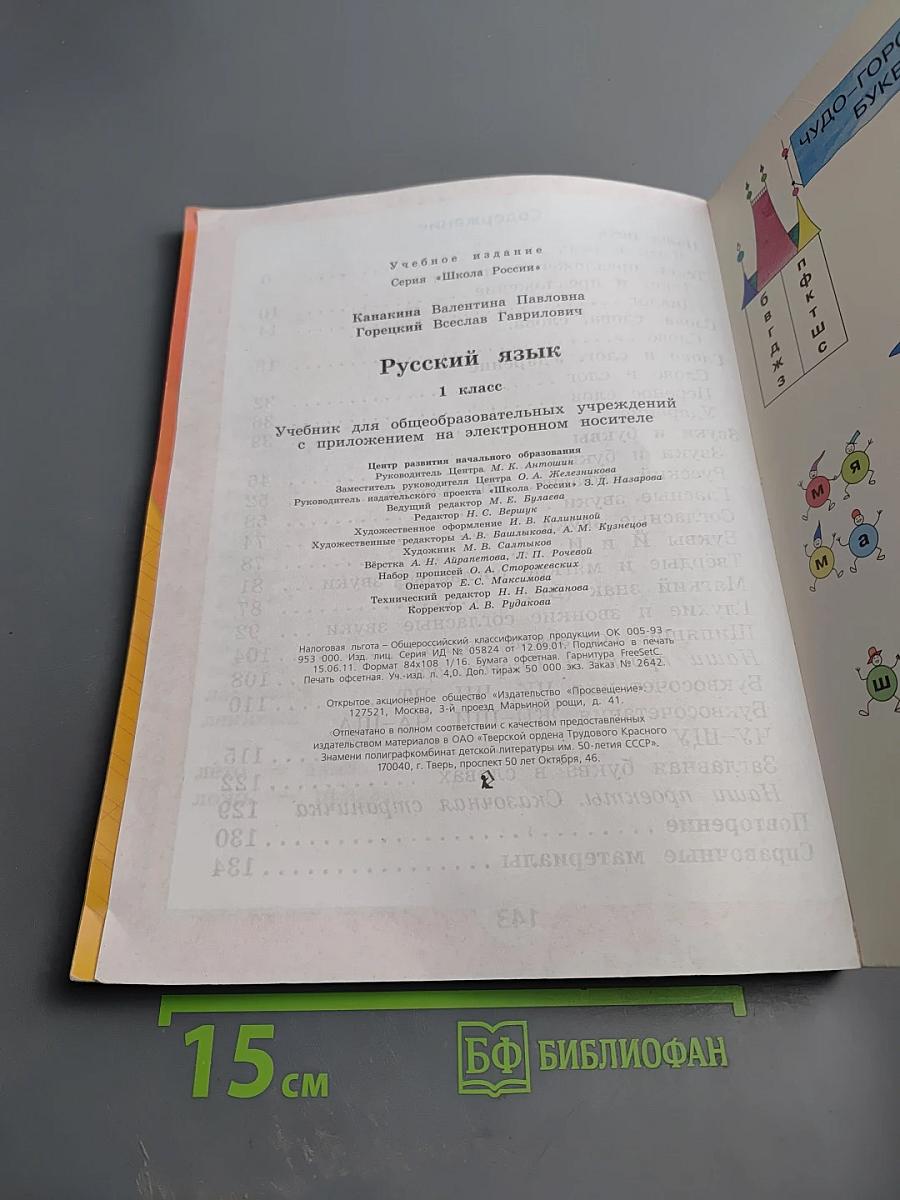 Учебное издание
Серия «Школа России»
Канакина Валентина Павловна
Горецкий Всеслав Гаврилович
Русский язык
1 класс
Учебник для общеобразовательных учреждений
с приложением на электронном носителе
Центр развития начального образования
Руководитель Центра М. К. Антошин
Заместитель руководителя Центра О. А. Железникова
Руководитель издательского проекта «Школа России» З. Д. Назарова
Ведущий редактор М. Е. Булаева
Редактор Н. С. Вершук
Художественное оформление И. В. Калининой
Художественные редакторы А. В. Башлыкова, А. М. Кузнецов
Художник М. В. Салтыков
Вёрстка А. Н. Айрапетова, Л. П. Рочевой
Набор прописей О. А. Сторожевских
Оператор Е. С. Максимова
Технический редактор Н. Н. Бажанова
Корректор А. В. Рудакова
Налоговая льгота – Общероссийский классификатор продукции ОК 005-93–
953 000. Изд. лиц. Серия ИД № 05824 от 12.09.01. Подписано в печать
15.06.11. Формат 84х108 1/16. Бумага офсетная. Гарнитура FreeSetC.
Печать офсетная. Уч.-изд. л. 4,0. Доп. тираж 50 000 экз. Заказ № 2642.
Открытое акционерное общество «Издательство «Просвещение».
127521, Москва, 3-й проезд Марьиной рощи, д. 41.
Отпечатано в полном соответствии с качеством предоставленных
издательством материалов в ОАО «Тверской ордена Трудового Красного
Знамени полиграфкомбинат детской литературы им. 50-летия СССР».
170040, г. Тверь, проспект 50 лет Октября, 46.
ЧУДО–ГОРО
БУКВ
б п
в ф
г к
д т
ж ш
з с
м я
м а
ш
15 см
БФ БИБЛИОФАН